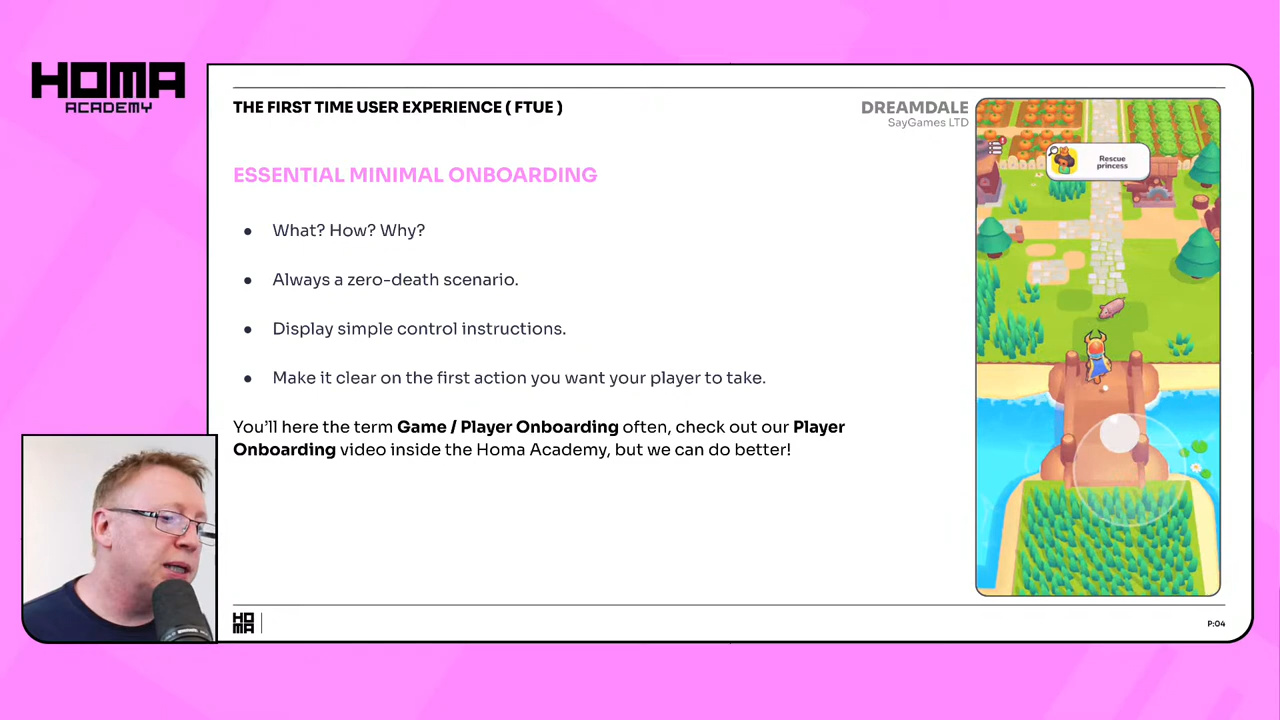 HOMA
ACADEMY
THE FIRST TIME USER EXPERIENCE ( FTUE )
DREAMDALE
SayGames LTD
Rescue
princess
ESSENTIAL MINIMAL ONBOARDING
● What? How? Why?
● Always a zero-death scenario.
● Display simple control instructions.
● Make it clear on the first action you want your player to take.
You’ll here the term Game / Player Onboarding often, check out our Player
Onboarding video inside the Homa Academy, but we can do better!
HO
MA
P:04